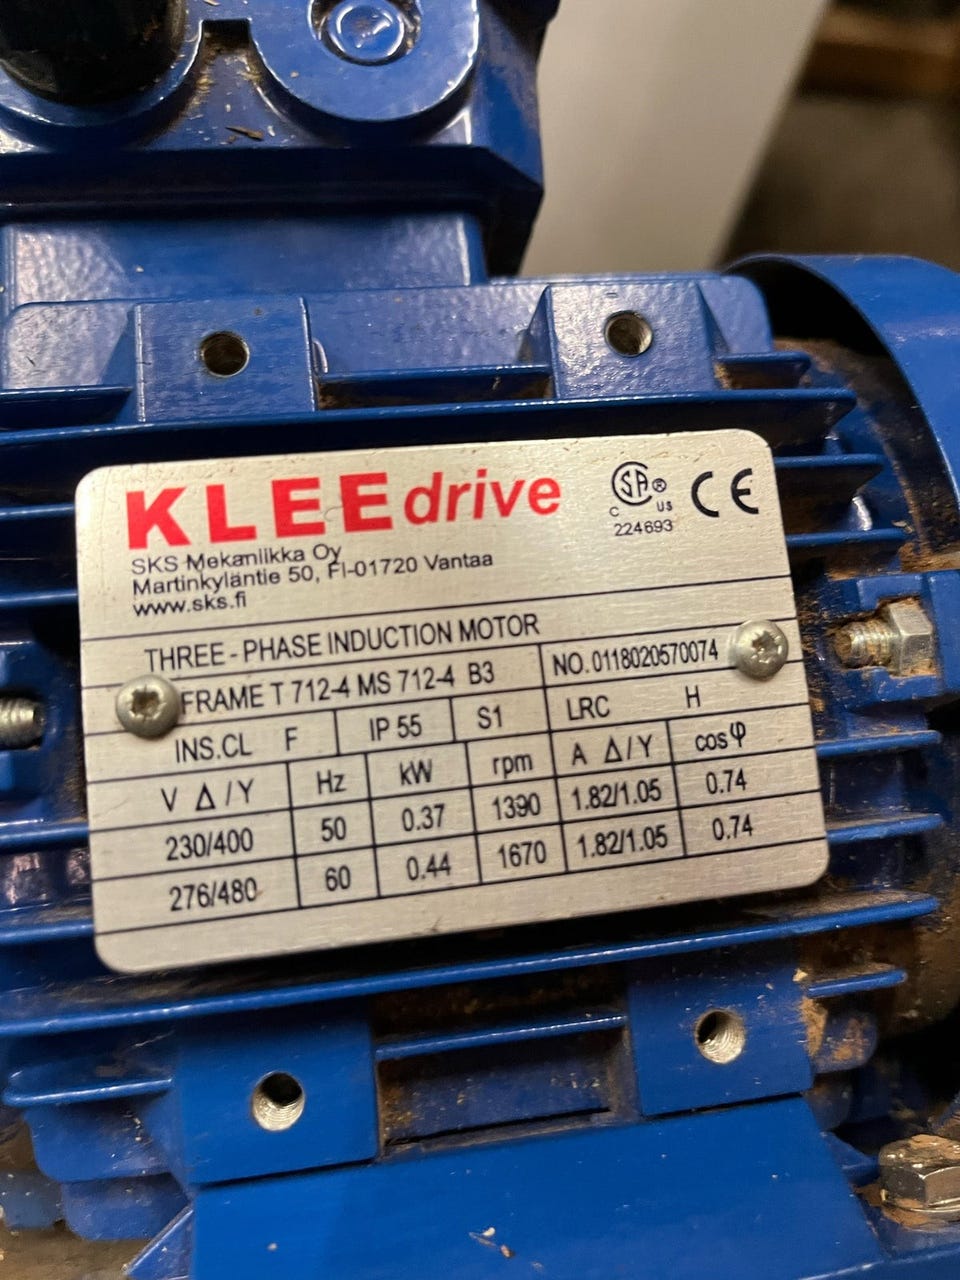 KLEEdrive
SKS Mekaniikka Oy
Martinkyläntie 50, FI-01720 Vantaa
www.sks.fi
CSA ® C US
224693
CE
THREE-PHASE INDUCTION MOTOR
FRAME T 712-4 MS 712-4 B3 NO.0118020570074
INS.CL F IP 55 S1 LRC H
V Δ/Y Hz kW rpm A Δ/Y cosφ
230/400 50 0.37 1390 1.82/1.05 0.74
276/480 60 0.44 1670 1.82/1.05 0.74